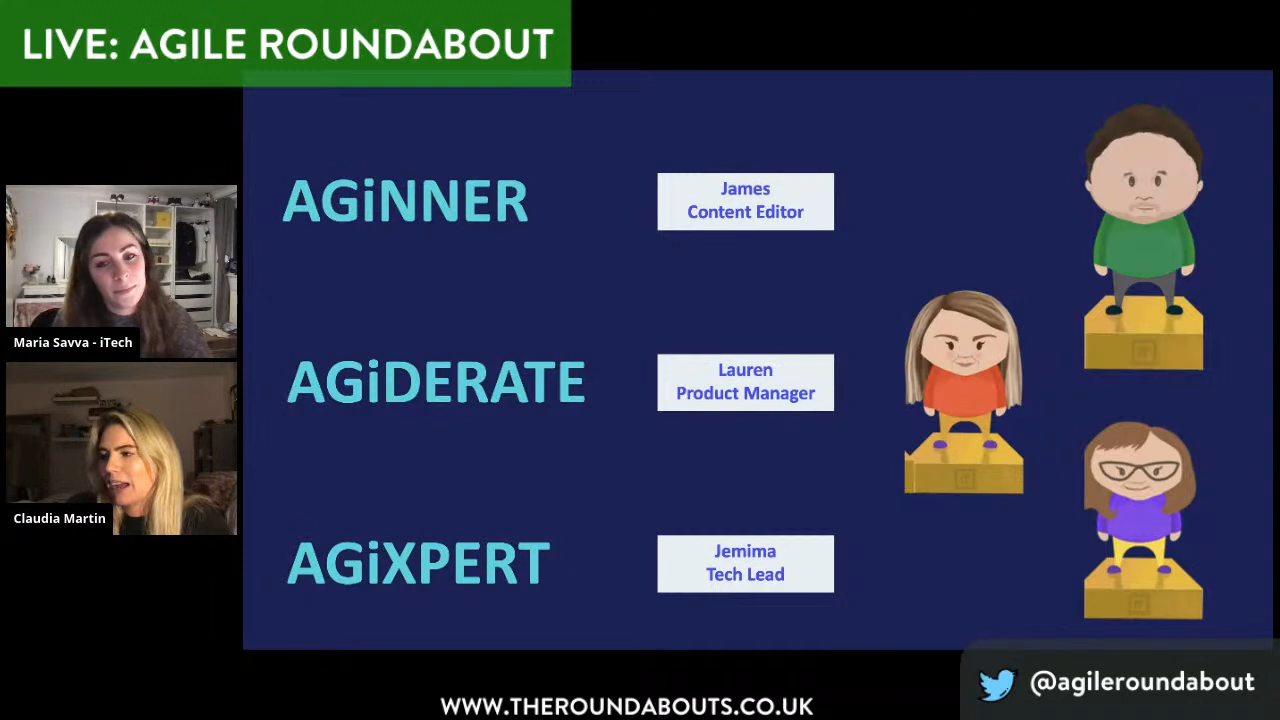 LIVE: AGILE ROUNDABOUT
AGiNNER
James
Content Editor
Maria Savva - iTech
AGiDERATE
Lauren
Product Manager
Claudia Martin
AGiXPERT
Jemima
Tech Lead
@agileroundabout
WWW.THEROUNDABOUTS.CO.UK